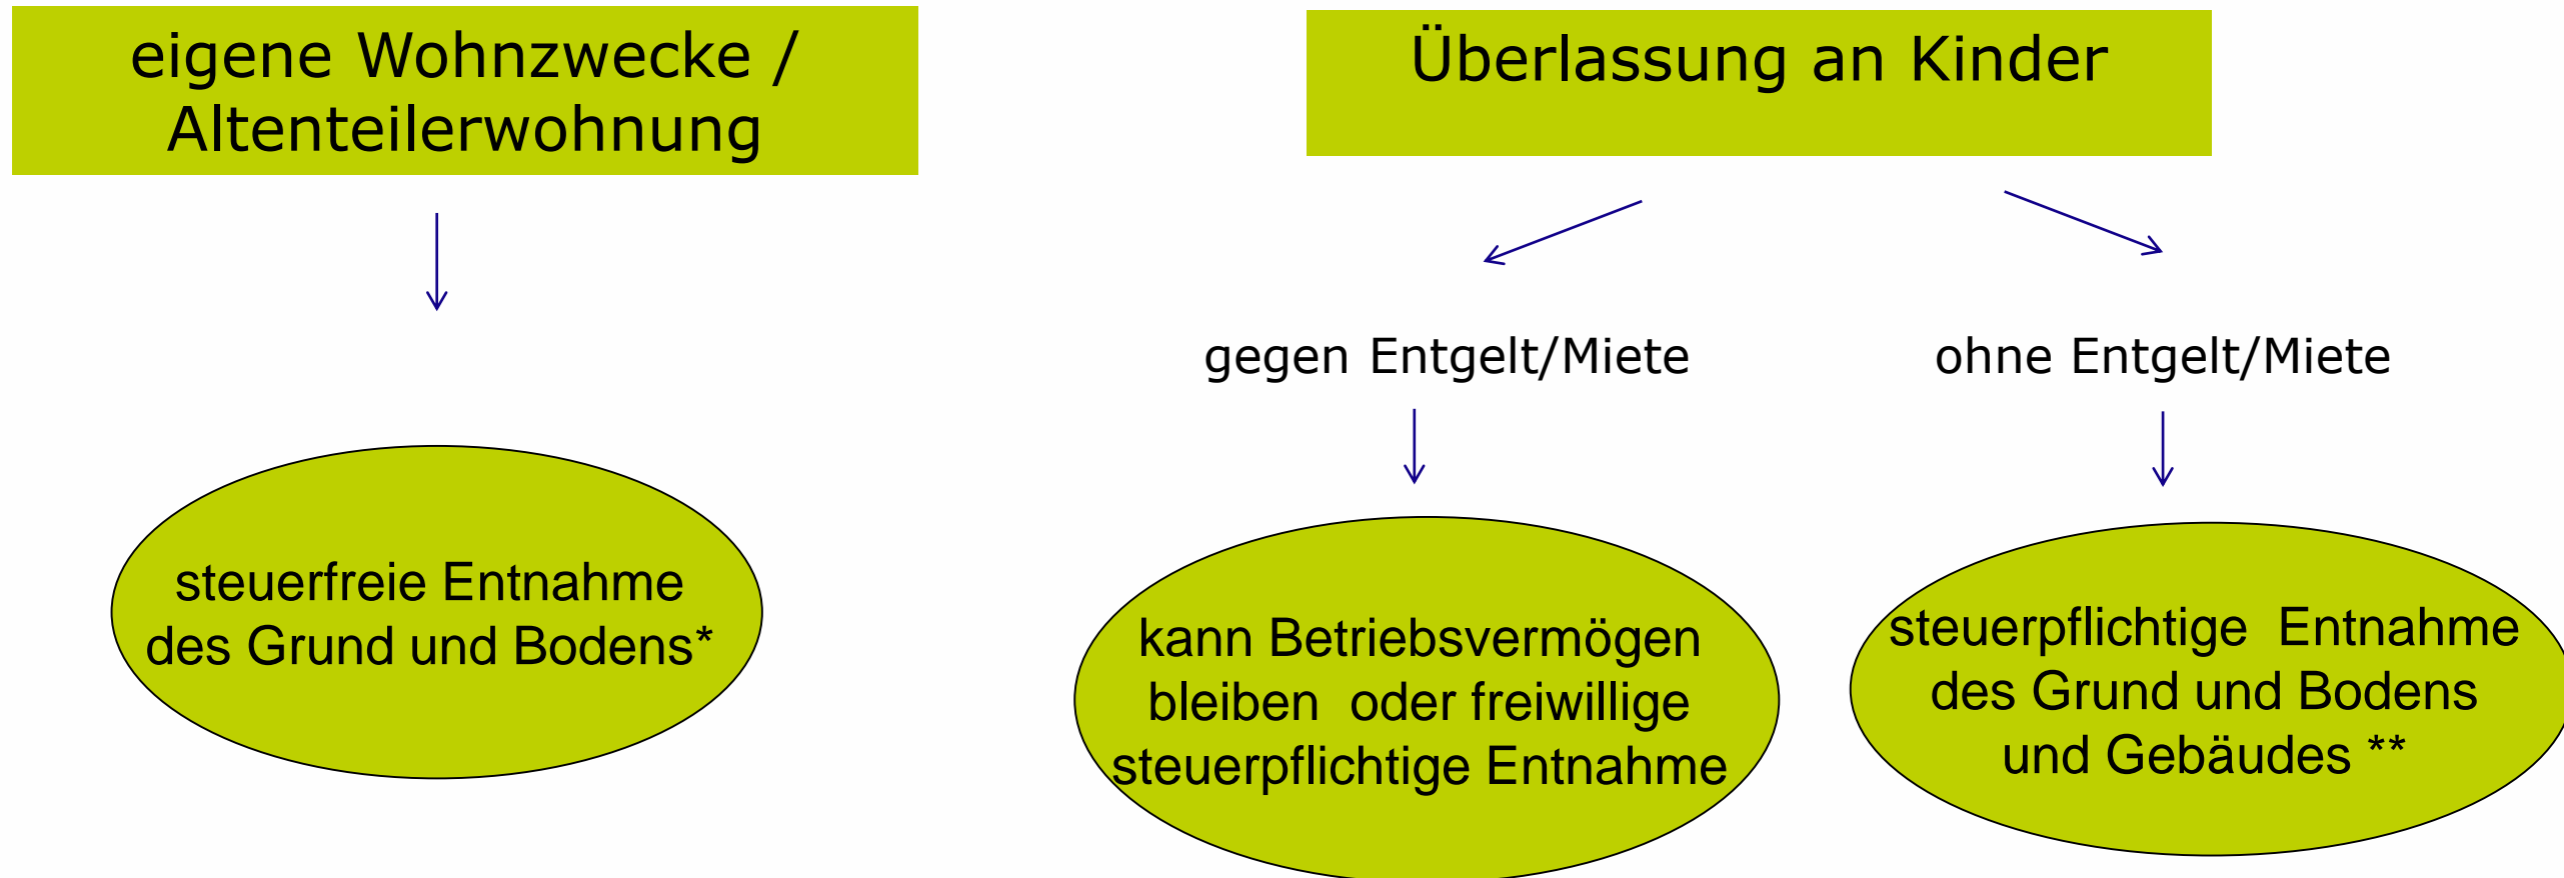 eigene Wohnzwecke /
Altenteilerwohnung
steuerfreie Entnahme
des Grund und Bodens*
Überlassung an Kinder
gegen Entgelt/Miete
kann Betriebsvermögen
bleiben oder freiwillige
steuerpflichtige Entnahme
ohne Entgelt/Miete
steuerpflichtige Entnahme
des Grund und Bodens
und Gebäudes **